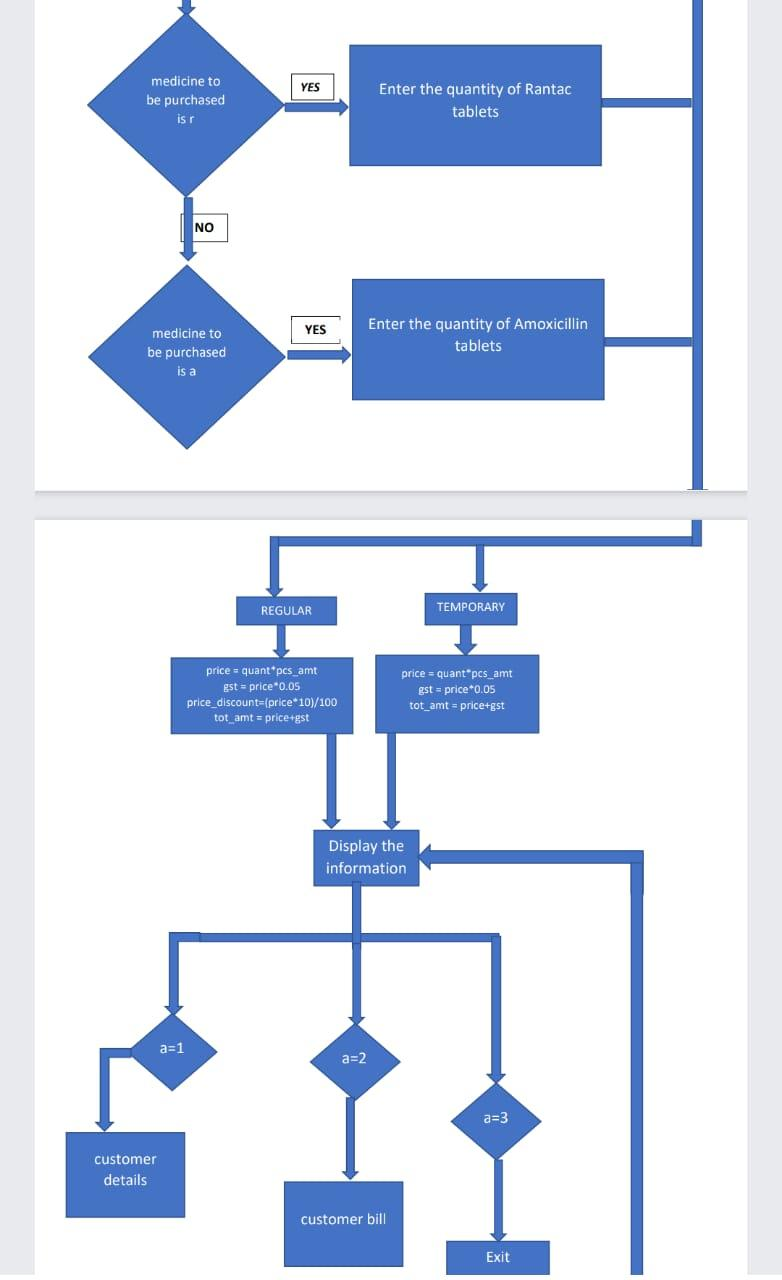 medicine to
be purchased
is r
YES
Enter the quantity of Rantac
tablets
NO
medicine to
be purchased
is a
YES
Enter the quantity of Amoxicillin
tablets
REGULAR
TEMPORARY
price = quant*pcs_amt
gst = price*0.05
price_discount=(price*10)/100
tot_amt = price+gst
price = quant*pcs_amt
gst = price*0.05
tot_amt = price+gst
Display the
information
a=1
a=2
a=3
customer
details
customer bill
Exit